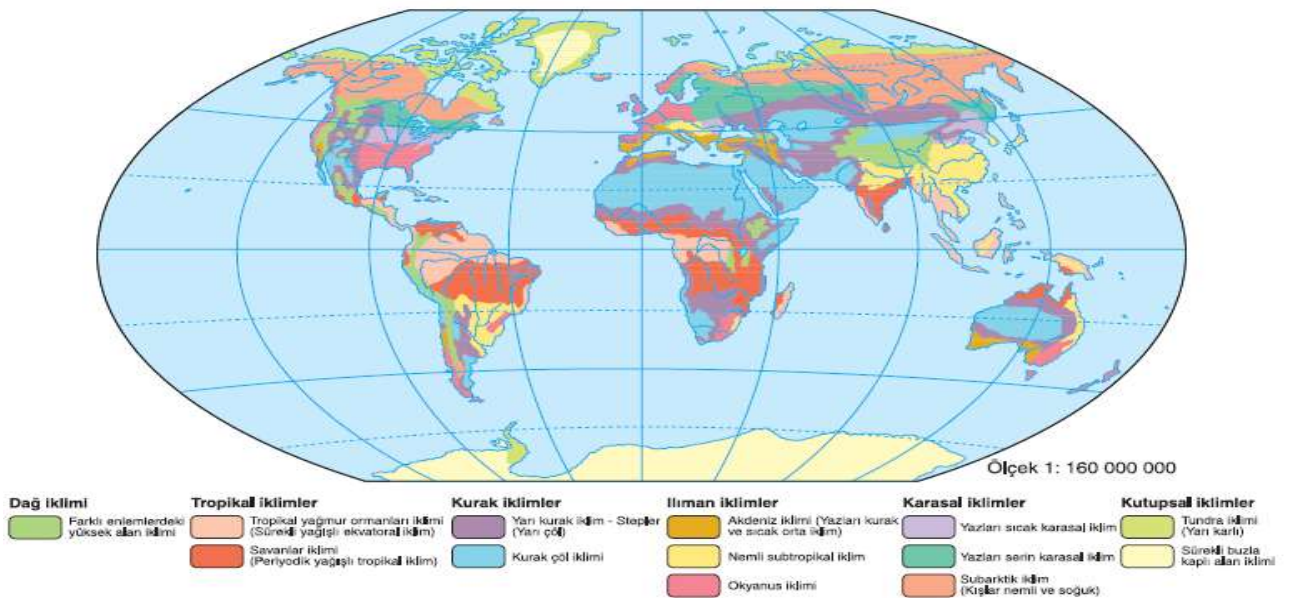 Ölçek 1: 160 000 000
Dağ iklimi
Farklı enlemlerdeki
yüksek alan iklimi
Tropikal iklimler
Tropikal yağmur ormanları iklimi
(Sürekli yağışlı ekvatoral iklim)
Savanlar iklimi
(Periyodik yağışlı tropikal iklim)
Kurak iklimler
Yarı kurak iklim - Stepler
(Yarı çöl)
Kurak çöl iklimi
Ilıman iklimler
Akdeniz iklimi (Yazları kurak
ve sıcak orta iklim)
Nemli subtropikal iklim
Okyanus iklimi
Karasal iklimler
Yazları sıcak karasal iklim
Yazları serin karasal iklim
Subarktik iklim
(Kışlar nemli ve soğuk)
Kutupsal iklimler
Tundra iklimi
(Yarı karlı)
Sürekli buzla
kaplı alan iklimi